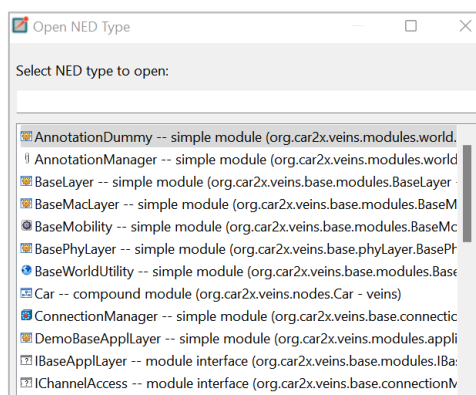 Open NED Type
Select NED type to open:
AnnotationDummy -- simple module (org.car2x.veins.modules.world.
AnnotationManager -- simple module (org.car2x.veins.modules.world
BaseLayer -- simple module (org.car2x.veins.base.modules.BaseLayer -
BaseMacLayer -- simple module (org.car2x.veins.base.modules.BaseM
BaseMobility -- simple module (org.car2x.veins.base.modules.BaseMo
BasePhyLayer -- simple module (org.car2x.veins.base.phyLayer.BasePh
BaseWorldUtility -- simple module (org.car2x.veins.base.modules.Base
Car -- compound module (org.car2x.veins.nodes.Car - veins)
ConnectionManager -- simple module (org.car2x.veins.base.connectic
DemoBaseApplLayer -- simple module (org.car2x.veins.modules.appli
IBaseApplLayer -- module interface (org.car2x.veins.base.modules.IBa
IChannelAccess -- module interface (org.car2x.veins.base.connectionM